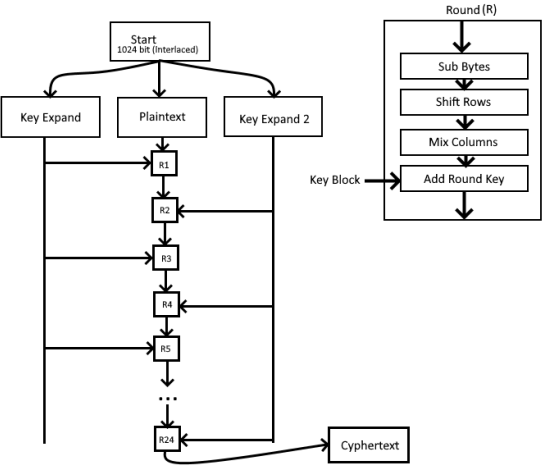 Start
1024 bit (Interlaced)
Key Expand
Plaintext
Key Expand 2
R1
R2
R3
R4
R5
...
R24
Cyphertext
Round (R)
Sub Bytes
Shift Rows
Mix Columns
Key Block
Add Round Key